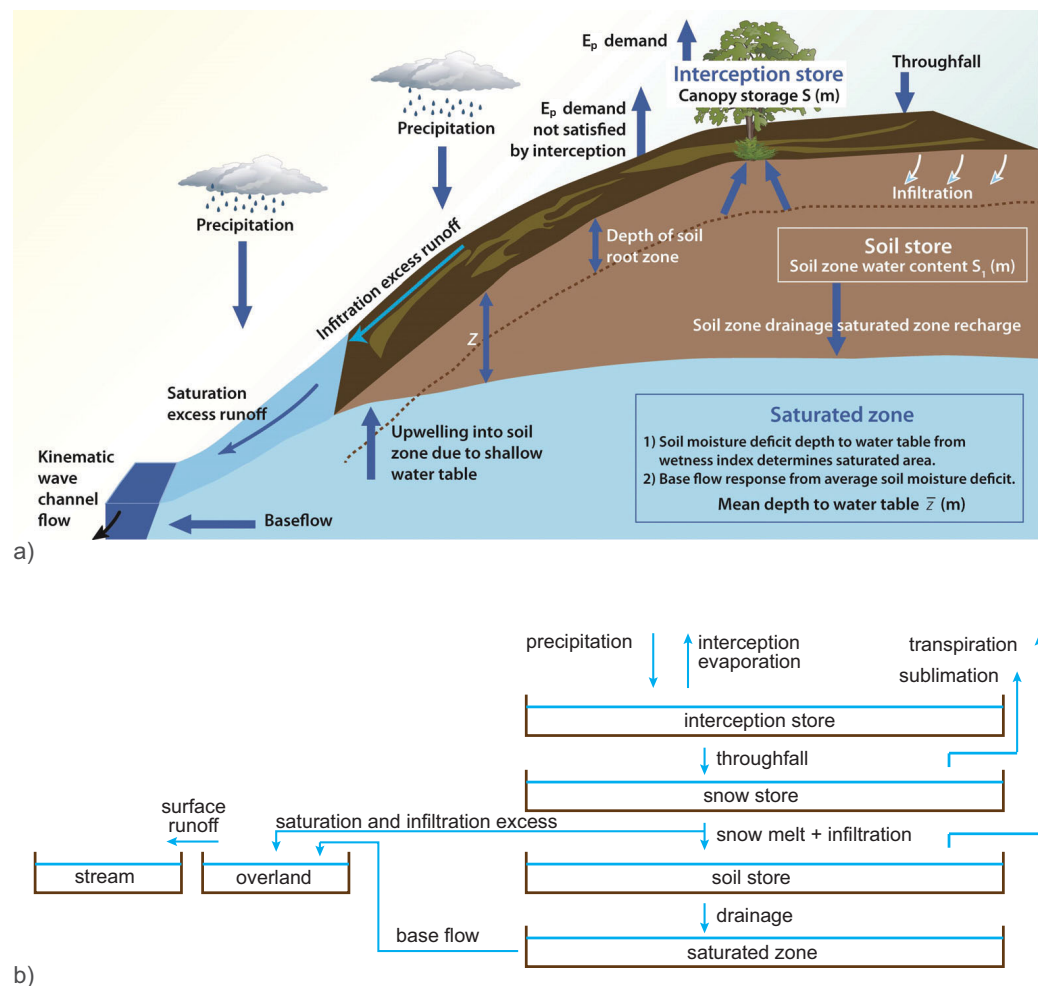 E_p demand
Interception store
Canopy storage S (m)
Throughfall
E_p demand
not satisfied
by interception
Precipitation
Precipitation
Infiltration
Infitration excess runoff
Depth of soil
root zone
Soil store
Soil zone water content S_1 (m)
z
Soil zone drainage saturated zone recharge
Saturation
excess runoff
Upwelling into soil
zone due to shallow
water table
Saturated zone
1) Soil moisture deficit depth to water table from
wetness index determines saturated area.
2) Base flow response from average soil moisture deficit.
Mean depth to water table z̅ (m)
Kinematic
wave
channel
flow
Baseflow
a)
precipitation
interception
evaporation
transpiration
sublimation
interception store
throughfall
snow store
surface
runoff
saturation and infiltration excess
snow melt + infiltration
stream
overland
soil store
drainage
base flow
saturated zone
b)